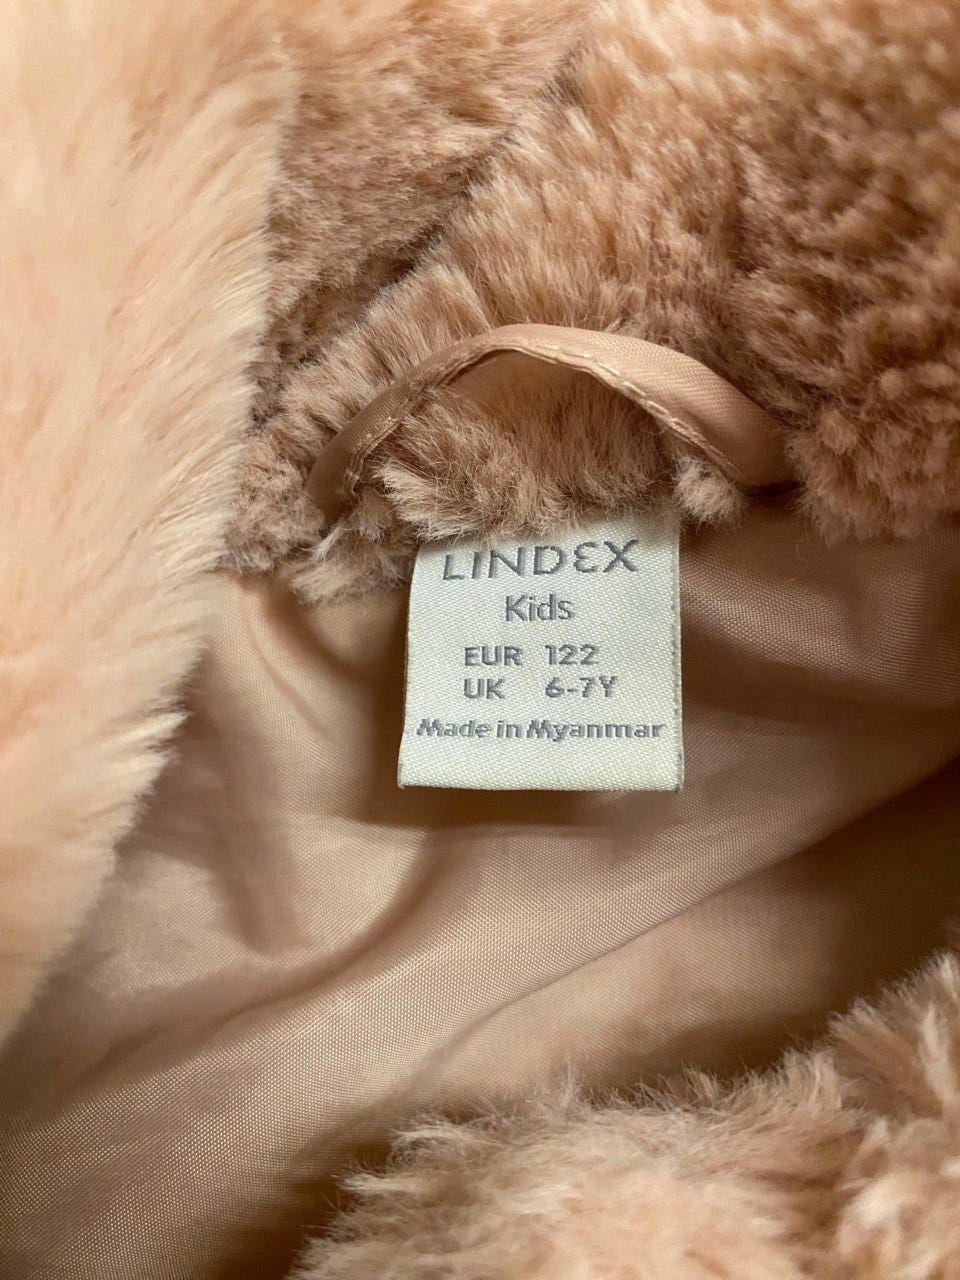 LINDEX
Kids
EUR 122
UK 6-7Y
Made in Myanmar